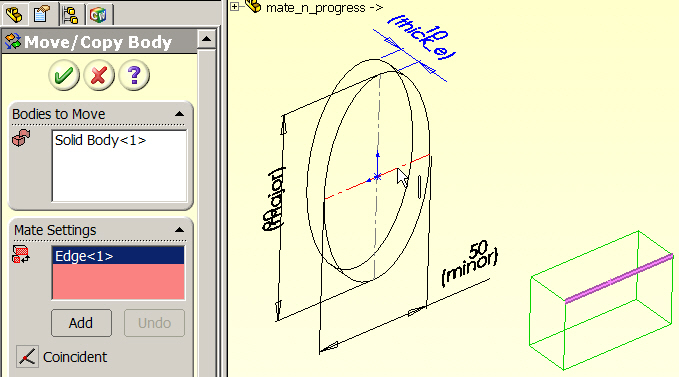 mate_n_progress ->
Move/Copy Body
?
Bodies to Move
Solid Body<1>
Mate Settings
Edge<1>
Add Undo
Coincident
10
(thick_e)
(major)
50
(minor)